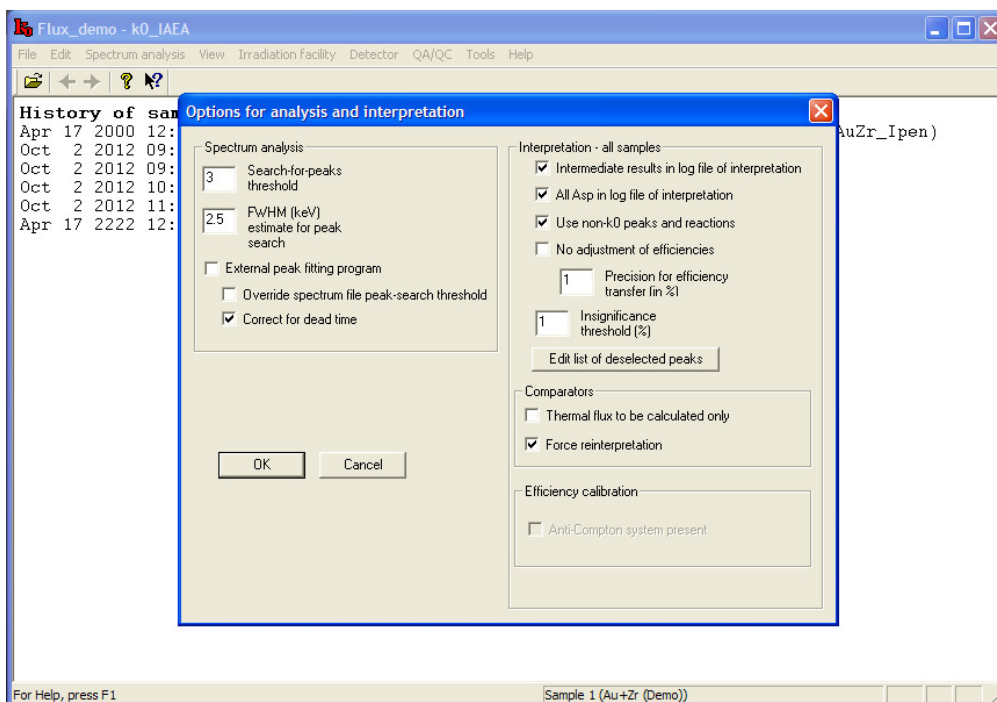 Flux_demo - k0_IAEA
File Edit Spectrum analysis View Irradiation facility Detector QA/QC Tools Help
History of sam
Apr 17 2000 12:
AuZr_Ipen)
Oct 2 2012 09:
Oct 2 2012 09:
Oct 2 2012 10:
Oct 2 2012 11:
Apr 17 2222 12:
Options for analysis and interpretation
Spectrum analysis
3
Search-for-peaks
threshold
2.5
FWHM (keV)
estimate for peak
search
External peak fitting program
Override spectrum file peak-search threshold
Correct for dead time
OK
Cancel
Interpretation - all samples
Intermediate results in log file of interpretation
All Asp in log file of interpretation
Use non-k0 peaks and reactions
No adjustment of efficiencies
1
Precision for efficiency
transfer (in %)
1
Insignificance
threshold (%)
Edit list of deselected peaks
Comparators
Thermal flux to be calculated only
Force reinterpretation
Efficiency calibration
Anti-Compton system present
For Help, press F1
Sample 1 (Au+Zr (Demo))